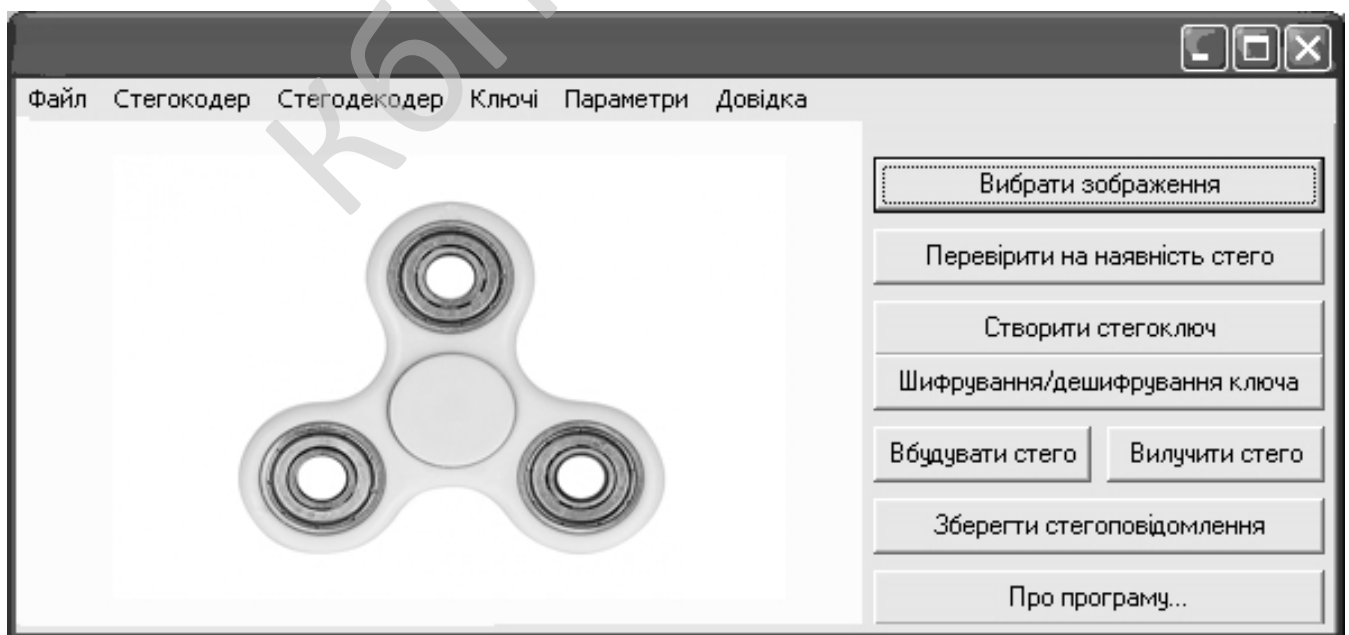 Файл Стегокодер Стегодекодер Ключі Параметри Довідка
Вибрати зображення
Перевірити на наявність стего
Створити стегоключ
Шифрування/дешифрування ключа
Вбудувати стего Вилучити стего
Зберегти стегоповідомлення
Про програму...